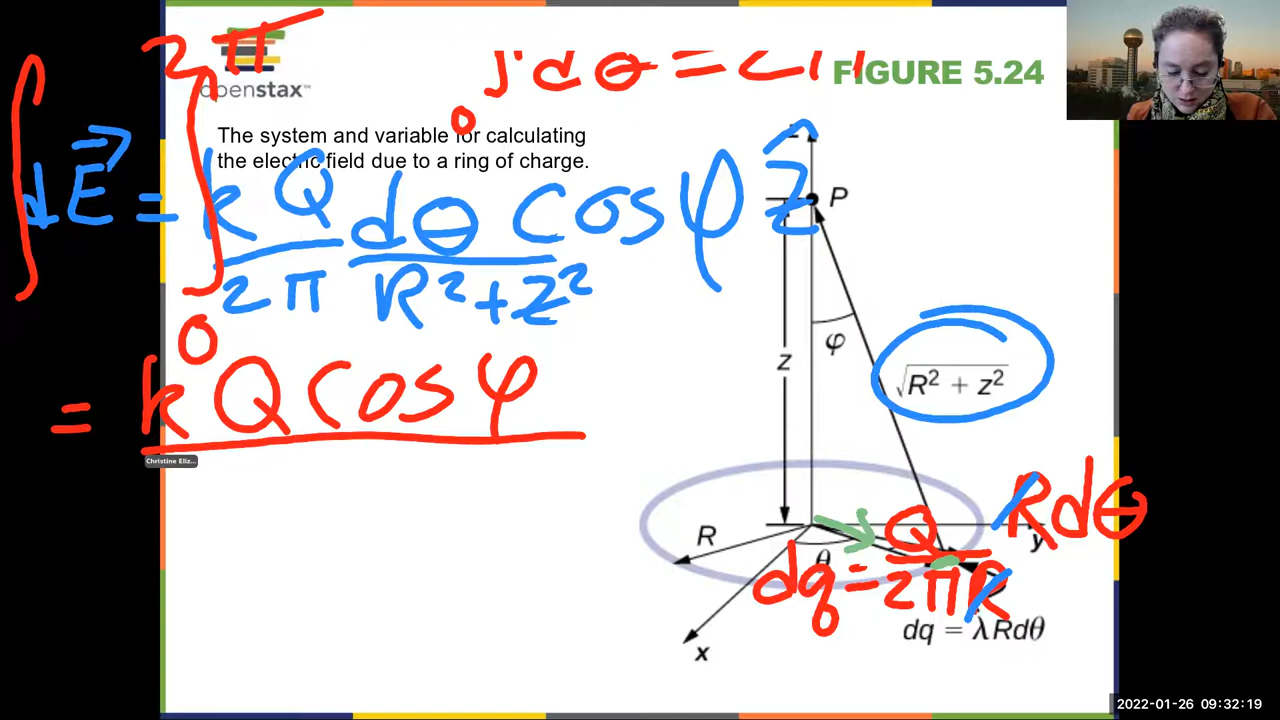 ∫dθ = 2π
0
FIGURE 5.24
openstax™
The system and variable for calculating
the electric field due to a ring of charge.
2π
∫dE⃗ = ∫ kQ/2π dθ/R²+z² cosφ ẑ
0
= kQ cosφ
Christine Eliz...
P
z
φ
√R² + z²
R
θ
y
x
dq = Q/2πR Rdθ
dq = λRdθ
2022-01-26 09:32:19